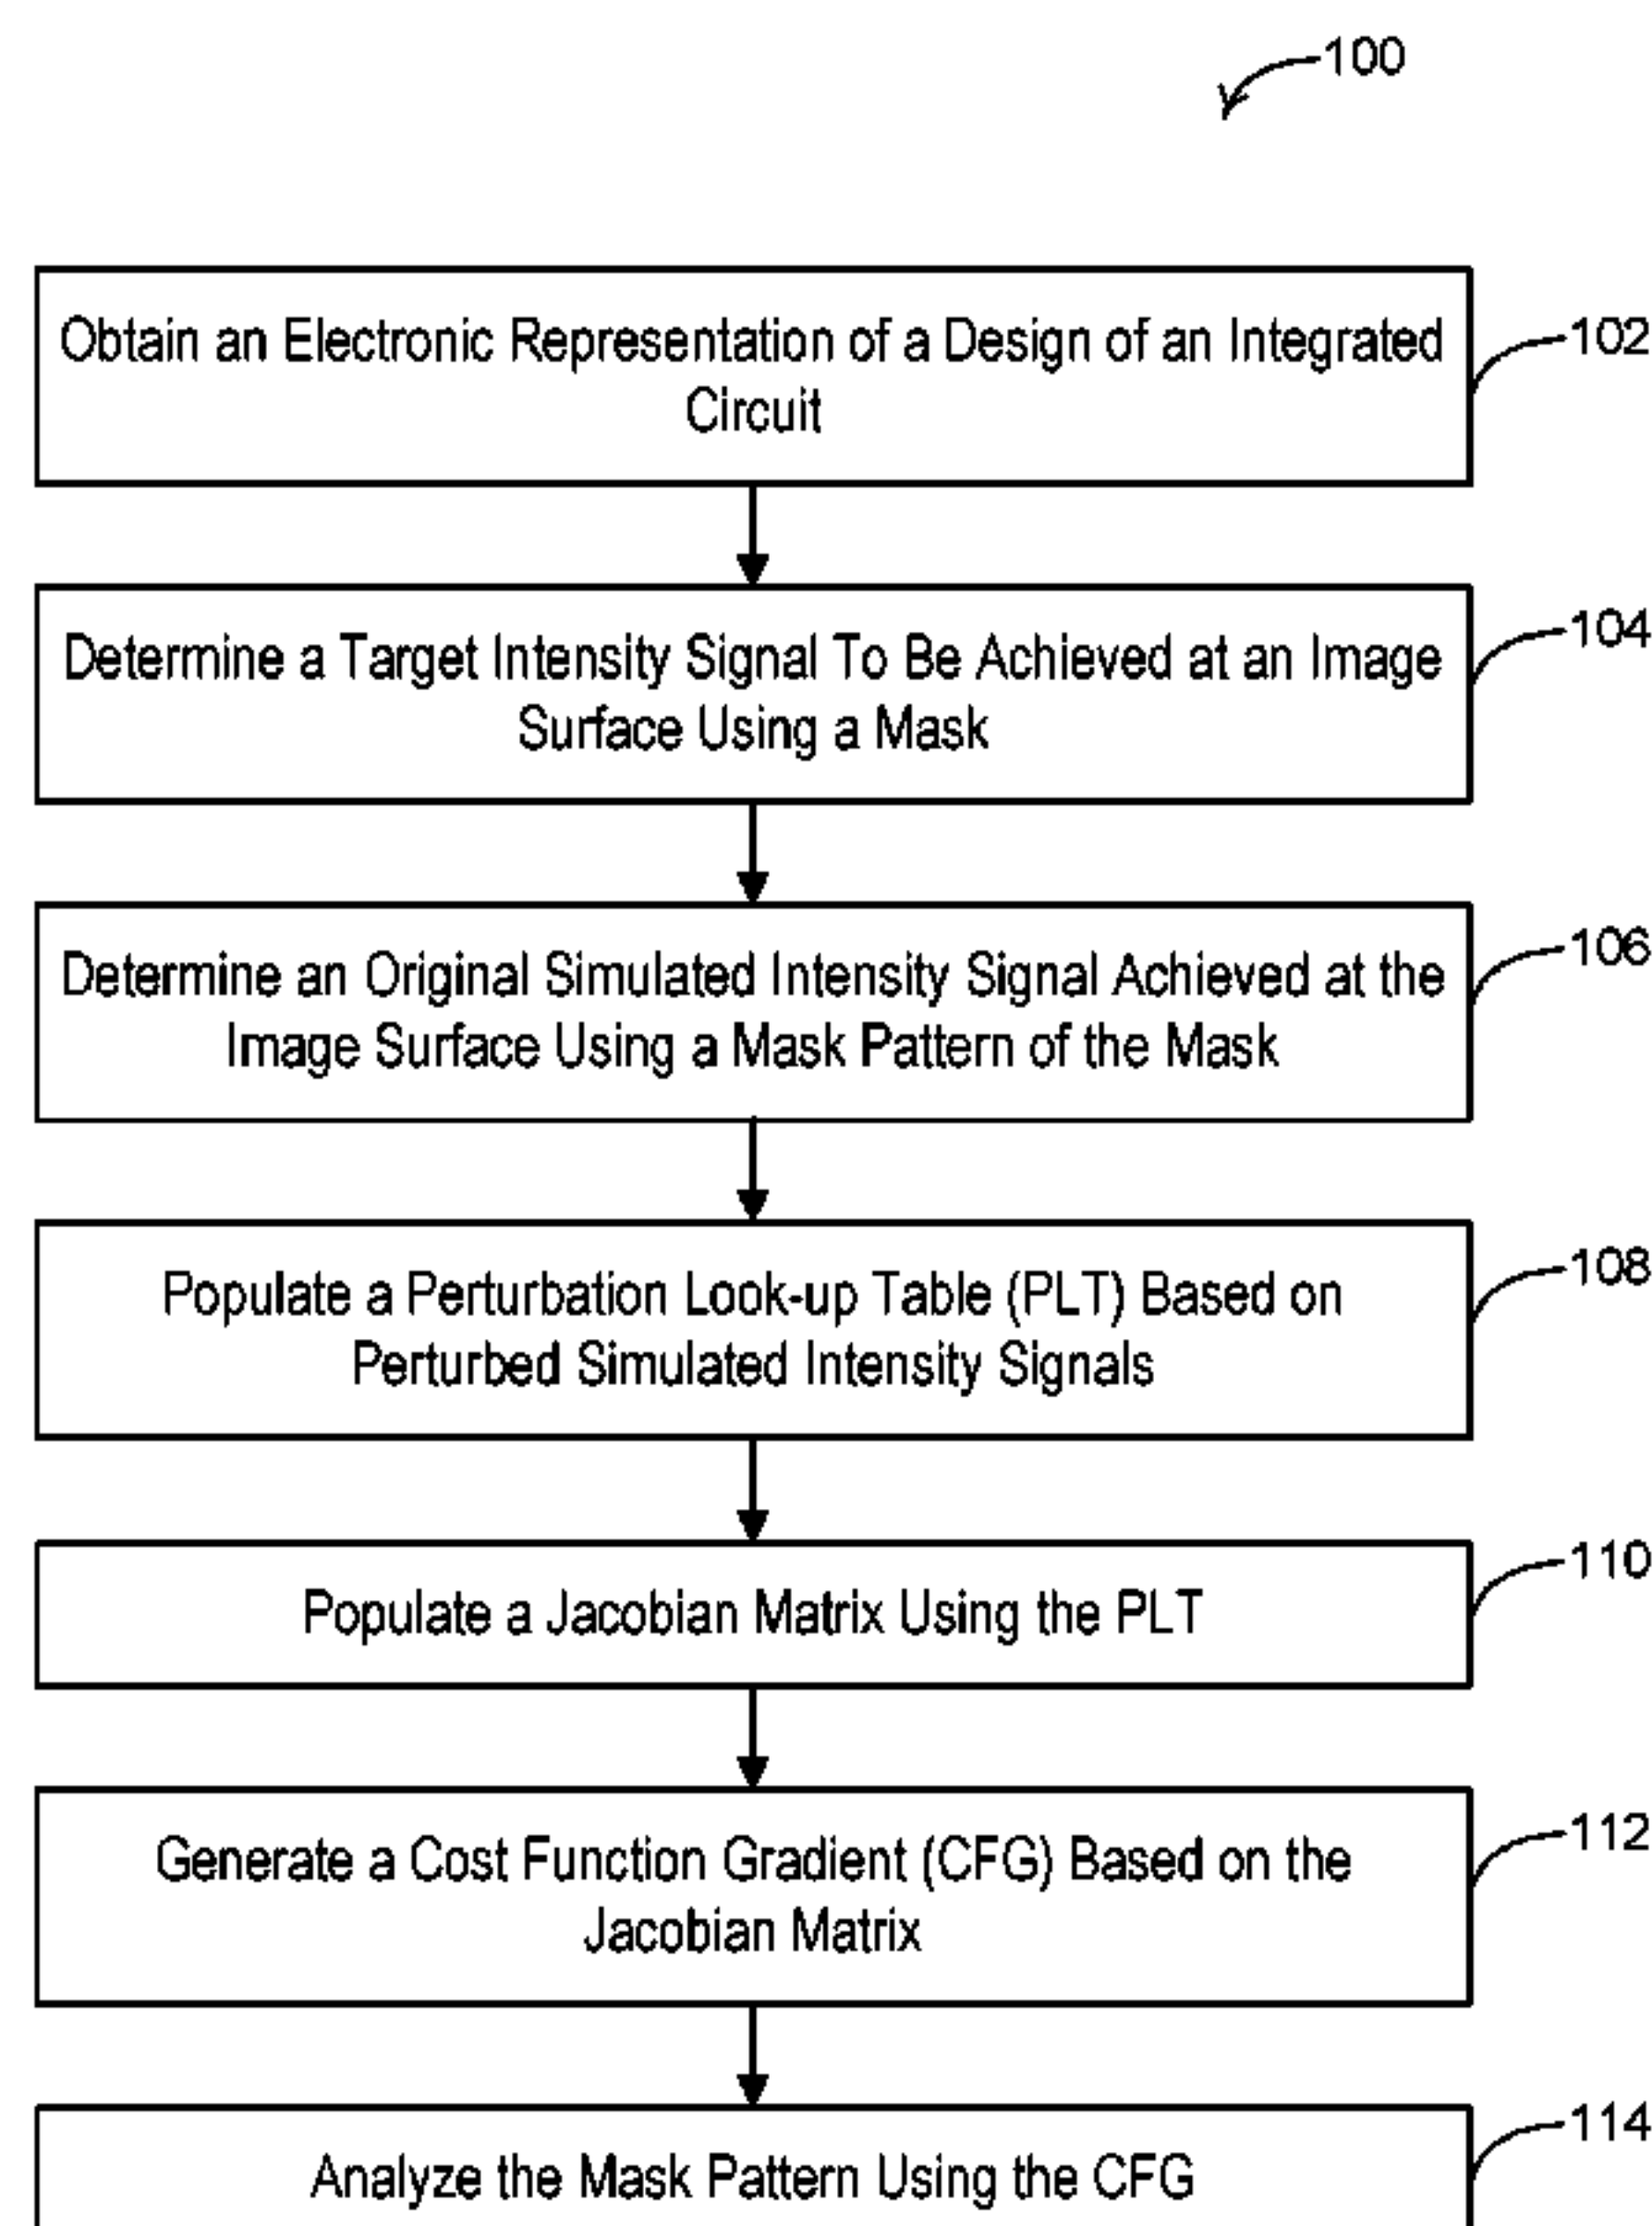 100
Obtain an Electronic Representation of a Design of an Integrated
Circuit
102
Determine a Target Intensity Signal To Be Achieved at an Image
Surface Using a Mask
104
Determine an Original Simulated Intensity Signal Achieved at the
Image Surface Using a Mask Pattern of the Mask
106
Populate a Perturbation Look-up Table (PLT) Based on
Perturbed Simulated Intensity Signals
108
Populate a Jacobian Matrix Using the PLT
110
Generate a Cost Function Gradient (CFG) Based on the
Jacobian Matrix
112
Analyze the Mask Pattern Using the CFG
114